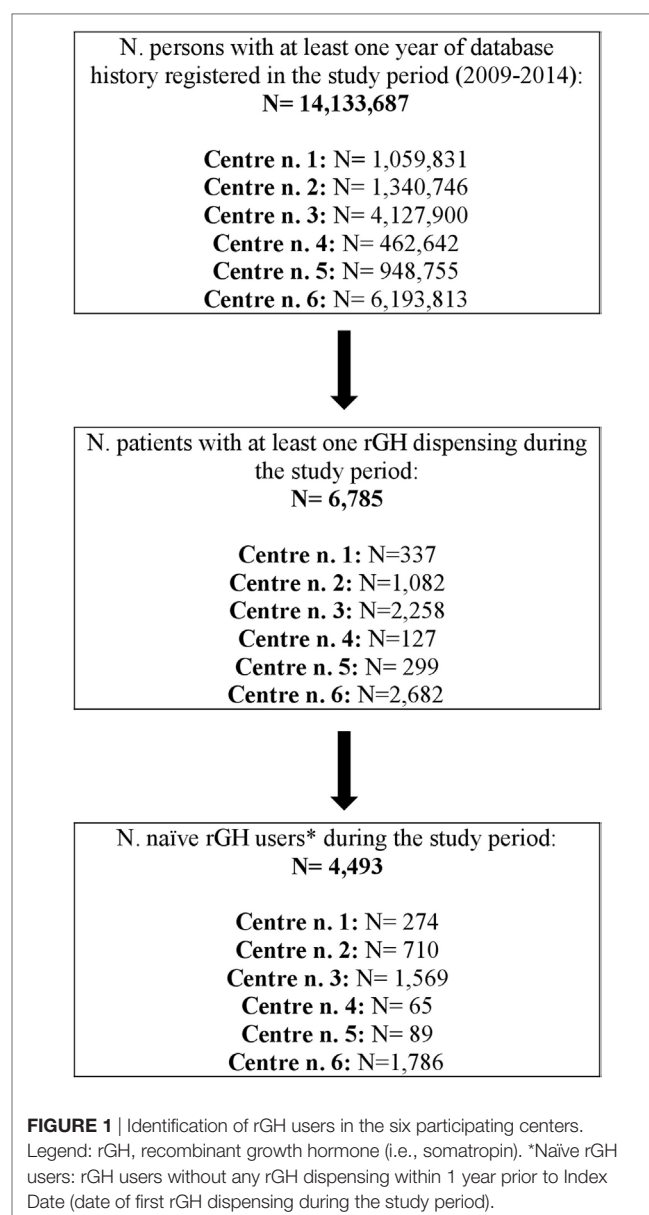 N. persons with at least one year of database
history registered in the study period (2009-2014):
N= 14,133,687
Centre n. 1: N= 1,059,831
Centre n. 2: N= 1,340,746
Centre n. 3: N= 4,127,900
Centre n. 4: N= 462,642
Centre n. 5: N= 948,755
Centre n. 6: N= 6,193,813
N. patients with at least one rGH dispensing during
the study period:
N= 6,785
Centre n. 1: N=337
Centre n. 2: N=1,082
Centre n. 3: N=2,258
Centre n. 4: N=127
Centre n. 5: N= 299
Centre n. 6: N=2,682
N. naïve rGH users* during the study period:
N= 4,493
Centre n. 1: N= 274
Centre n. 2: N= 710
Centre n. 3: N= 1,569
Centre n. 4: N= 65
Centre n. 5: N= 89
Centre n. 6: N=1,786
FIGURE 1 | Identification of rGH users in the six participating centers.
Legend: rGH, recombinant growth hormone (i.e., somatropin). *Naïve rGH
users: rGH users without any rGH dispensing within 1 year prior to Index
Date (date of first rGH dispensing during the study period).